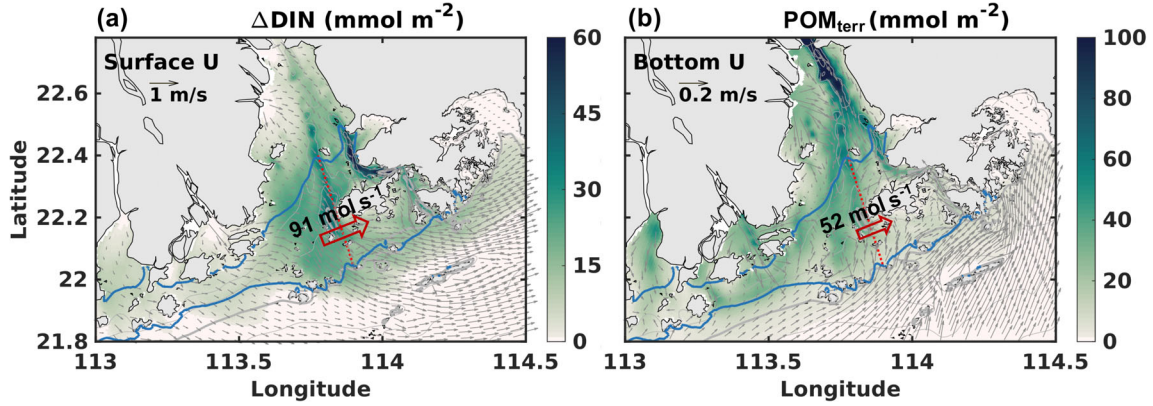 (a) ΔDIN (mmol m⁻²)
Surface U
1 m/s
91 mol s⁻¹
60
45
30
15
0
22.6
22.4
22.2
22
21.8
Latitude
113 113.5 114 114.5
Longitude
(b) POMterr (mmol m⁻²)
Bottom U
0.2 m/s
52 mol s⁻¹
100
80
60
40
20
0
113 113.5 114 114.5
Longitude